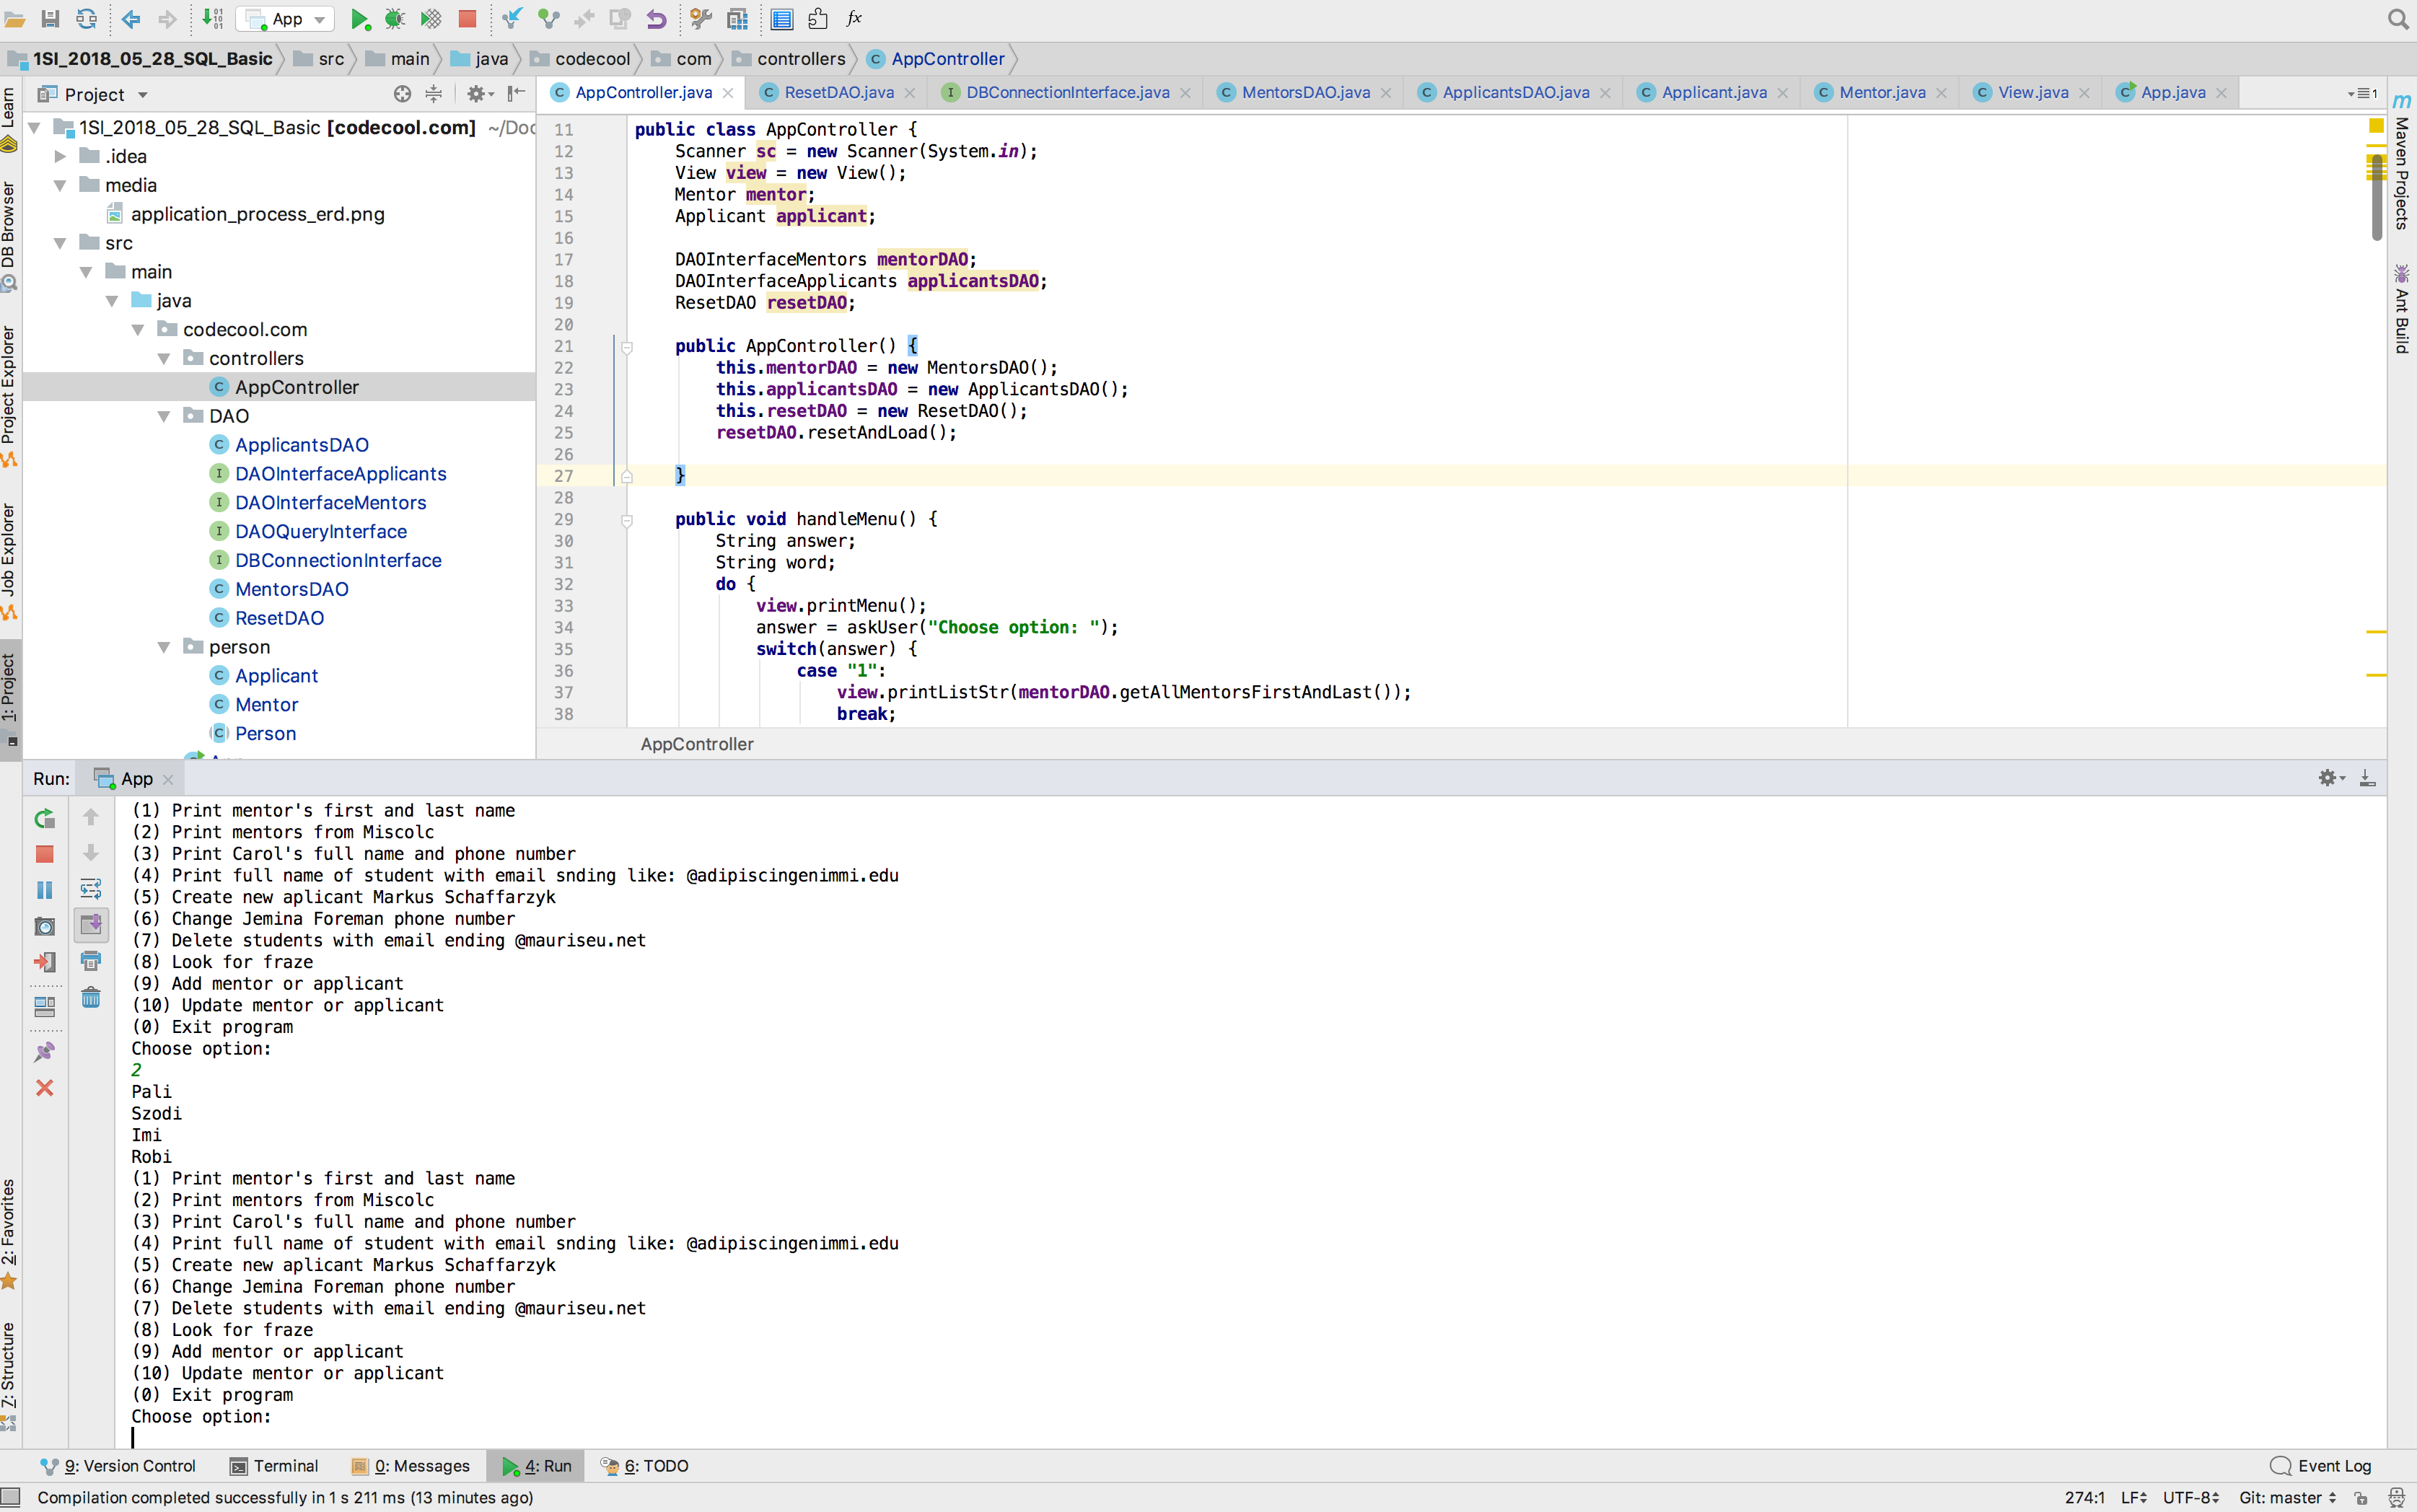 App
fx
1SI_2018_05_28_SQL_Basic src main java codecool com controllers AppController
Project
AppController.java ResetDAO.java DBConnectionInterface.java MentorsDAO.java ApplicantsDAO.java Applicant.java Mentor.java View.java App.java
1
Learn
DB Browser
Project Explorer
Job Explorer
1: Project
2: Favorites
7: Structure
Maven Projects
Ant Build
1SI_2018_05_28_SQL_Basic [codecool.com] ~/Doc
.idea
media
application_process_erd.png
src
main
java
codecool.com
controllers
AppController
DAO
ApplicantsDAO
DAOInterfaceApplicants
DAOInterfaceMentors
DAOQueryInterface
DBConnectionInterface
MentorsDAO
ResetDAO
person
Applicant
Mentor
Person
11 public class AppController {
12 Scanner sc = new Scanner(System.in);
13 View view = new View();
14 Mentor mentor;
15 Applicant applicant;
16
17 DAOInterfaceMentors mentorDAO;
18 DAOInterfaceApplicants applicantsDAO;
19 ResetDAO resetDAO;
20
21 public AppController() {
22 this.mentorDAO = new MentorsDAO();
23 this.applicantsDAO = new ApplicantsDAO();
24 this.resetDAO = new ResetDAO();
25 resetDAO.resetAndLoad();
26
27 }
28
29 public void handleMenu() {
30 String answer;
31 String word;
32 do {
33 view.printMenu();
34 answer = askUser("Choose option: ");
35 switch(answer) {
36 case "1":
37 view.printListStr(mentorDAO.getAllMentorsFirstAndLast());
38 break;
AppController
Run: App
(1) Print mentor's first and last name
(2) Print mentors from Miscolc
(3) Print Carol's full name and phone number
(4) Print full name of student with email snding like: @adipiscingenimmi.edu
(5) Create new aplicant Markus Schaffarzyk
(6) Change Jemina Foreman phone number
(7) Delete students with email ending @mauriseu.net
(8) Look for fraze
(9) Add mentor or applicant
(10) Update mentor or applicant
(0) Exit program
Choose option:
2
Pali
Szodi
Imi
Robi
(1) Print mentor's first and last name
(2) Print mentors from Miscolc
(3) Print Carol's full name and phone number
(4) Print full name of student with email snding like: @adipiscingenimmi.edu
(5) Create new aplicant Markus Schaffarzyk
(6) Change Jemina Foreman phone number
(7) Delete students with email ending @mauriseu.net
(8) Look for fraze
(9) Add mentor or applicant
(10) Update mentor or applicant
(0) Exit program
Choose option:
9: Version Control Terminal 0: Messages 4: Run 6: TODO Event Log
Compilation completed successfully in 1 s 211 ms (13 minutes ago) 274:1 LF UTF-8 Git: master